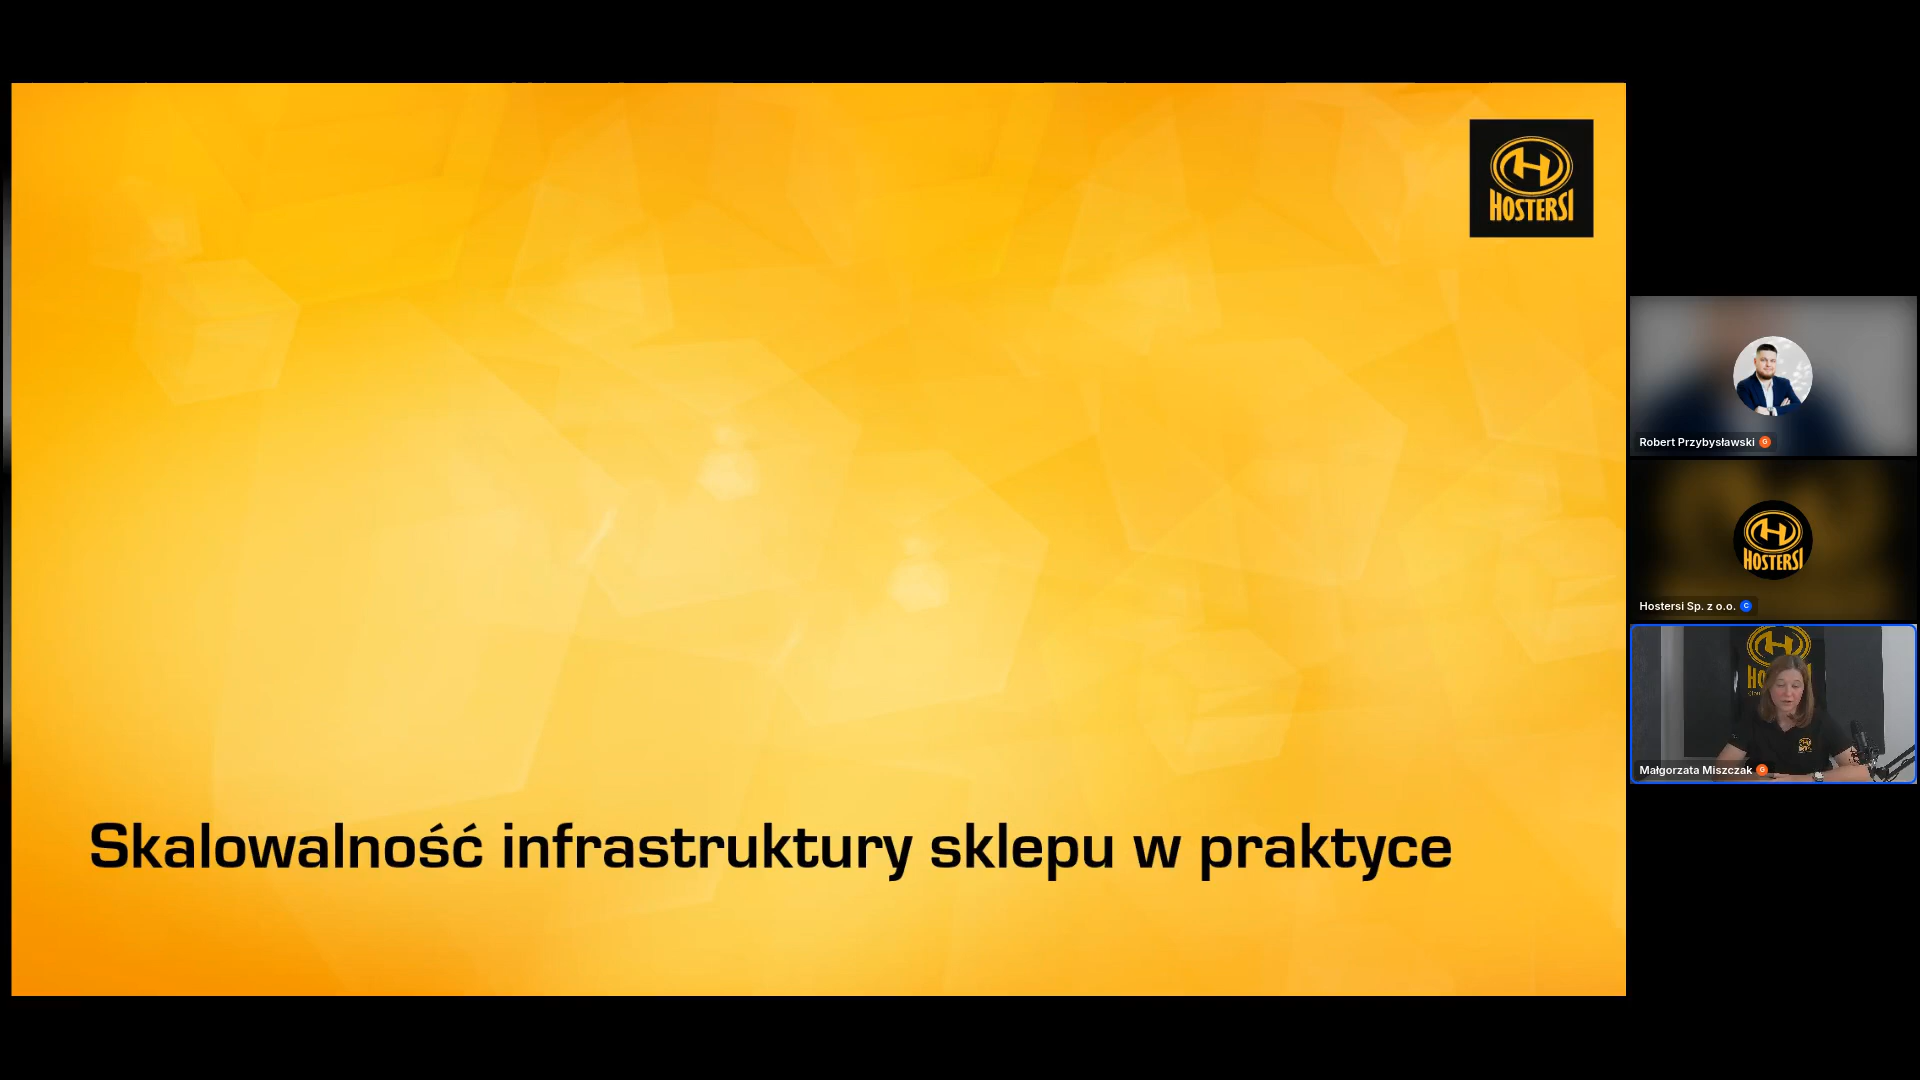 HOSTERSI
Skalowalność infrastruktury sklepu w praktyce
Robert Przybysławski G
HOSTERSI
Hostersi Sp. z o.o. C
Małgorzata Miszczak G